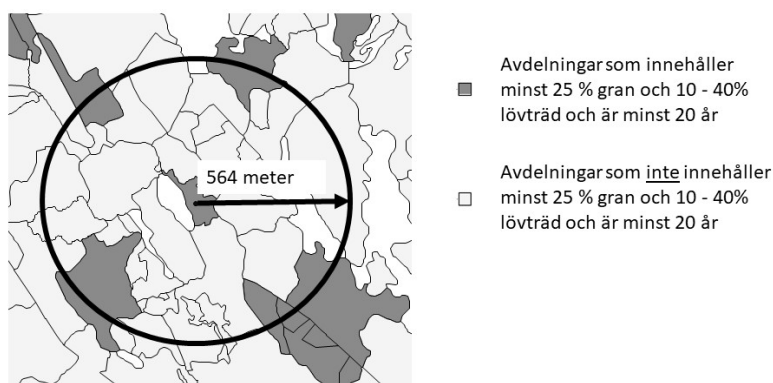 564 meter
Avdelningar som innehåller
minst 25 % gran och 10 - 40%
lövträd och är minst 20 år
Avdelningar som inte innehåller
minst 25 % gran och 10 - 40%
lövträd och är minst 20 år